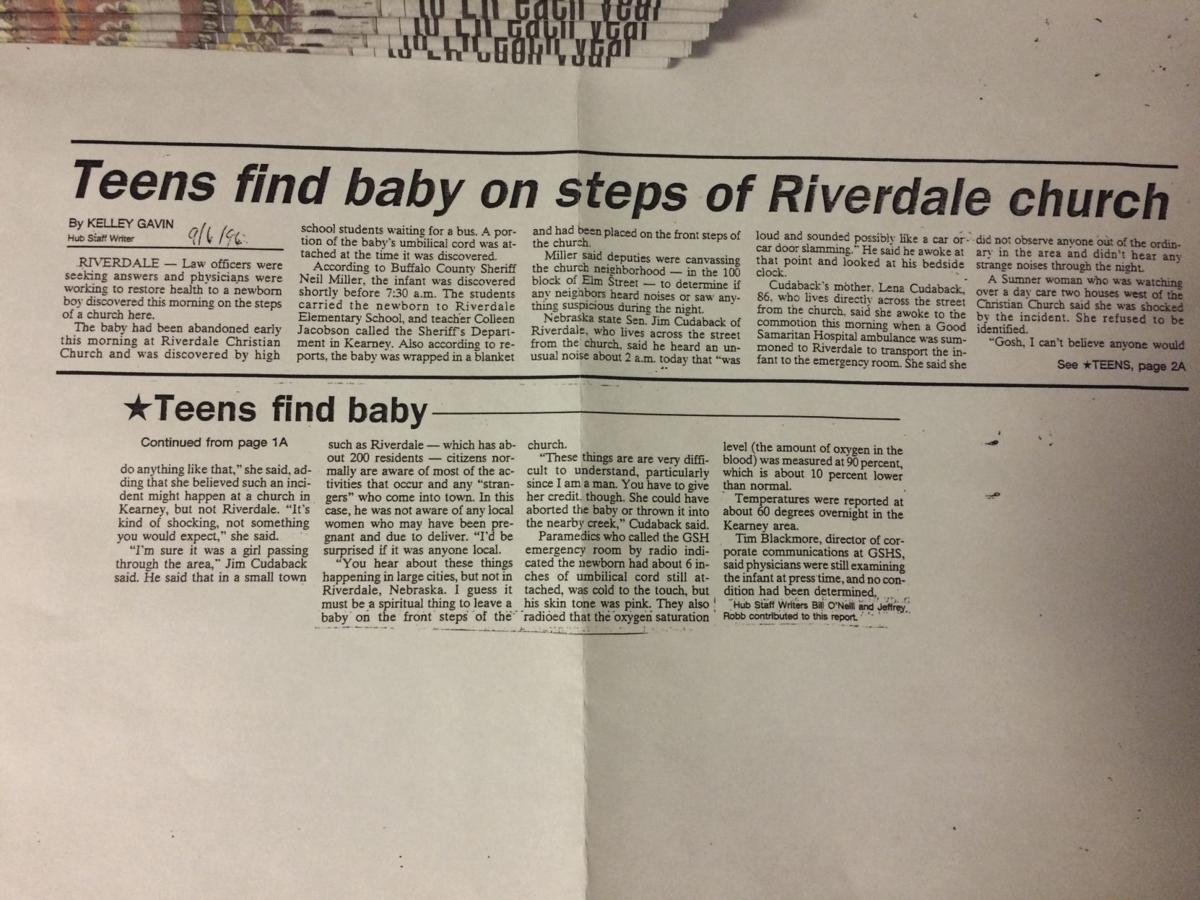 to LR each year
to LR each year
Teens find baby on steps of Riverdale church
By KELLEY GAVIN
Hub Staff Writer
9/6/96
RIVERDALE — Law officers were
seeking answers and physicians were
working to restore health to a newborn
boy discovered this morning on the steps
of a church here.
The baby had been abandoned early
this morning at Riverdale Christian
Church and was discovered by high
school students waiting for a bus. A por-
tion of the baby's umbilical cord was at-
tached at the time it was discovered.
According to Buffalo County Sheriff
Neil Miller, the infant was discovered
shortly before 7:30 a.m. The students
carried the newborn to Riverdale
Elementary School, and teacher Colleen
Jacobson called the Sheriff's Depart-
ment in Kearney. Also according to re-
ports, the baby was wrapped in a blanket
and had been placed on the front steps of
the church.
Miller said deputies were canvassing
the church neighborhood — in the 100
block of Elm Street — to determine if
any neighbors heard noises or saw any-
thing suspicious during the night.
Nebraska state Sen. Jim Cudaback of
Riverdale, who lives across the street
from the church, said he heard an un-
usual noise about 2 a.m. today that "was
loud and sounded possibly like a car or
car door slamming." He said he awoke at
that point and looked at his bedside
clock.
Cudaback's mother, Lena Cudaback,
86, who lives directly across the street
from the church, said she awoke to the
commotion this morning when a Good
Samaritan Hospital ambulance was sum-
moned to Riverdale to transport the in-
fant to the emergency room. She said she
did not observe anyone out of the ordin-
ary in the area and didn't hear any
strange noises through the night.
A Sumner woman who was watching
over a day care two houses west of the
Christian Church said she was shocked
by the incident. She refused to be
identified.
"Gosh, I can't believe anyone would
See ★TEENS, page 2A
★Teens find baby
Continued from page 1A
do anything like that," she said, ad-
ding that she believed such an inci-
dent might happen at a church in
Kearney, but not Riverdale. "It's
kind of shocking, not something
you would expect," she said.
"I'm sure it was a girl passing
through the area," Jim Cudaback
said. He said that in a small town
such as Riverdale — which has ab-
out 200 residents — citizens nor-
mally are aware of most of the ac-
tivities that occur and any "stran-
gers" who come into town. In this
case, he was not aware of any local
women who may have been pre-
gnant and due to deliver. "I'd be
surprised if it was anyone local.
"You hear about these things
happening in large cities, but not in
Riverdale, Nebraska. I guess it
must be a spiritual thing to leave a
baby on the front steps of the
church.
"These things are are very diffi-
cult to understand, particularly
since I am a man. You have to give
her credit, though. She could have
aborted the baby or thrown it into
the nearby creek," Cudaback said.
Paramedics who called the GSH
emergency room by radio indi-
cated the newborn had about 6 in-
ches of umbilical cord still at-
tached, was cold to the touch, but
his skin tone was pink. They also
radioed that the oxygen saturation
level (the amount of oxygen in the
blood) was measured at 90 percent,
which is about 10 percent lower
than normal.
Temperatures were reported at
about 60 degrees overnight in the
Kearney area.
Tim Blackmore, director of cor-
porate communications at GSHS,
said physicians were still examining
the infant at press time, and no con-
dition had been determined.
Hub Staff Writers Bill O'Neill and Jeffrey
Robb contributed to this report.